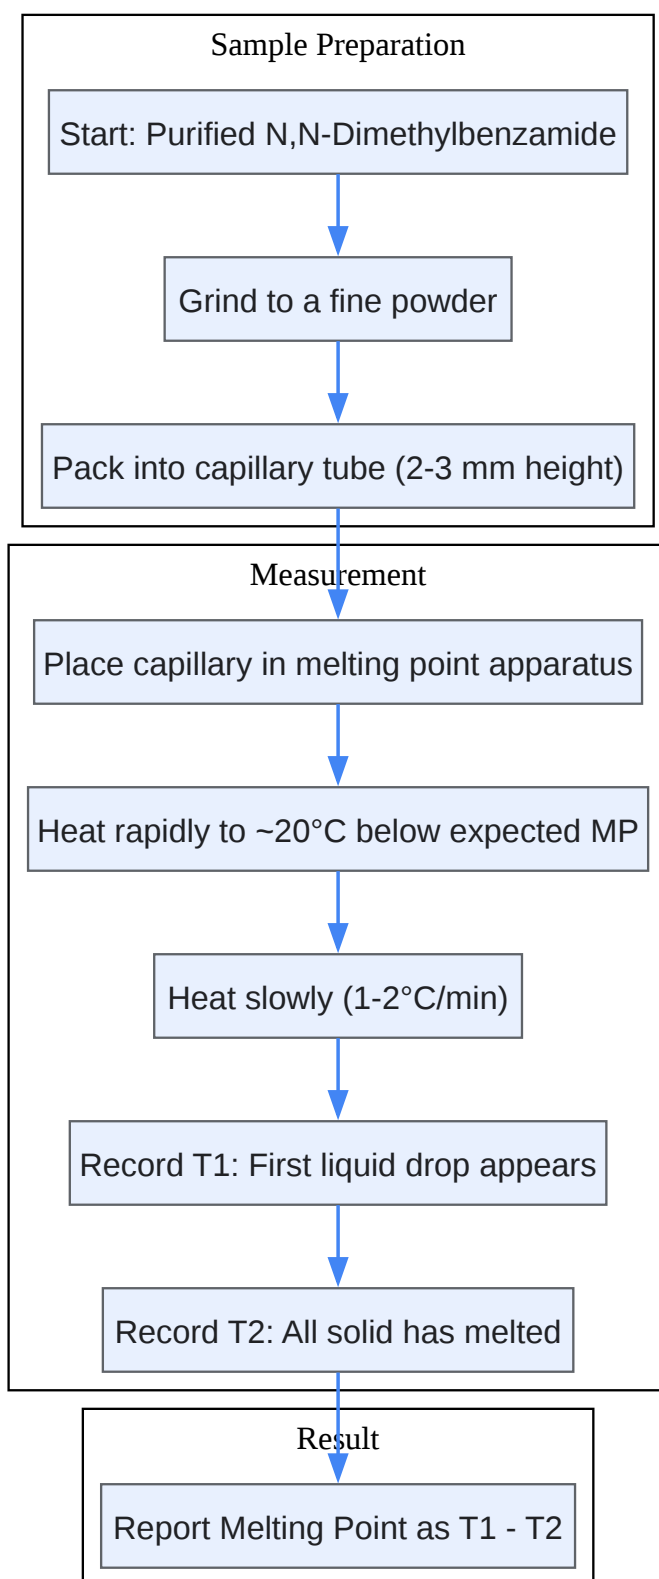 Sample Preparation
Start: Purified N,N-Dimethylbenzamide
Grind to a fine powder
Pack into capillary tube (2-3 mm height)
Measurement
Place capillary in melting point apparatus
Heat rapidly to ~20°C below expected MP
Heat slowly (1-2°C/min)
Record T1: First liquid drop appears
Record T2: All solid has melted
Result
Report Melting Point as T1 - T2